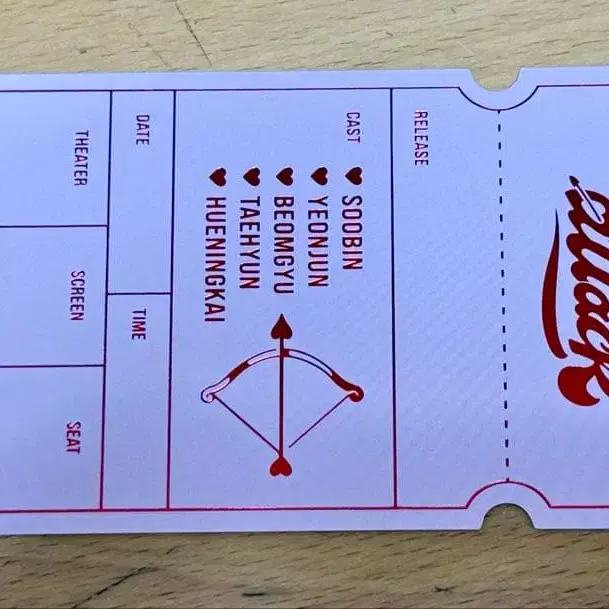 RELEASE
CAST
SOOBIN
YEONJUN
BEOMGYU
TAEHYUN
HUENINGKAI
DATE
TIME
THEATER
SCREEN
SEAT